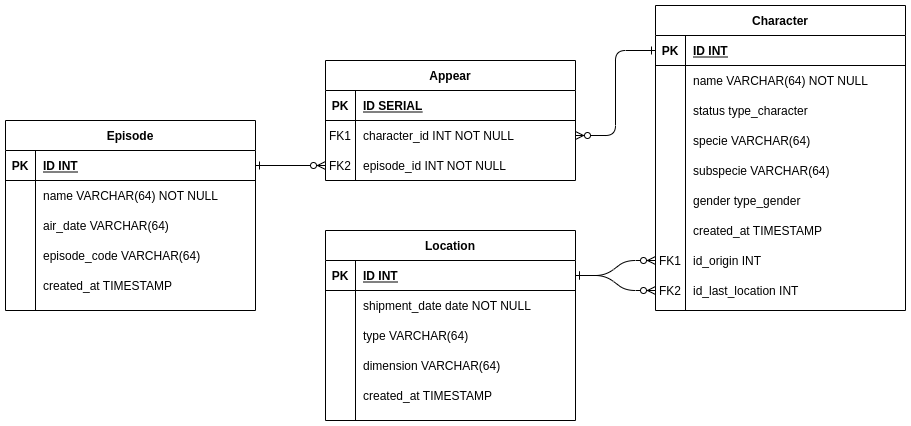 Episode
PK ID INT
name VARCHAR(64) NOT NULL
air_date VARCHAR(64)
episode_code VARCHAR(64)
created_at TIMESTAMP
Appear
PK ID SERIAL
FK1 character_id INT NOT NULL
FK2 episode_id INT NOT NULL
Location
PK ID INT
shipment_date date NOT NULL
type VARCHAR(64)
dimension VARCHAR(64)
created_at TIMESTAMP
Character
PK ID INT
name VARCHAR(64) NOT NULL
status type_character
specie VARCHAR(64)
subspecie VARCHAR(64)
gender type_gender
created_at TIMESTAMP
FK1 id_origin INT
FK2 id_last_location INT